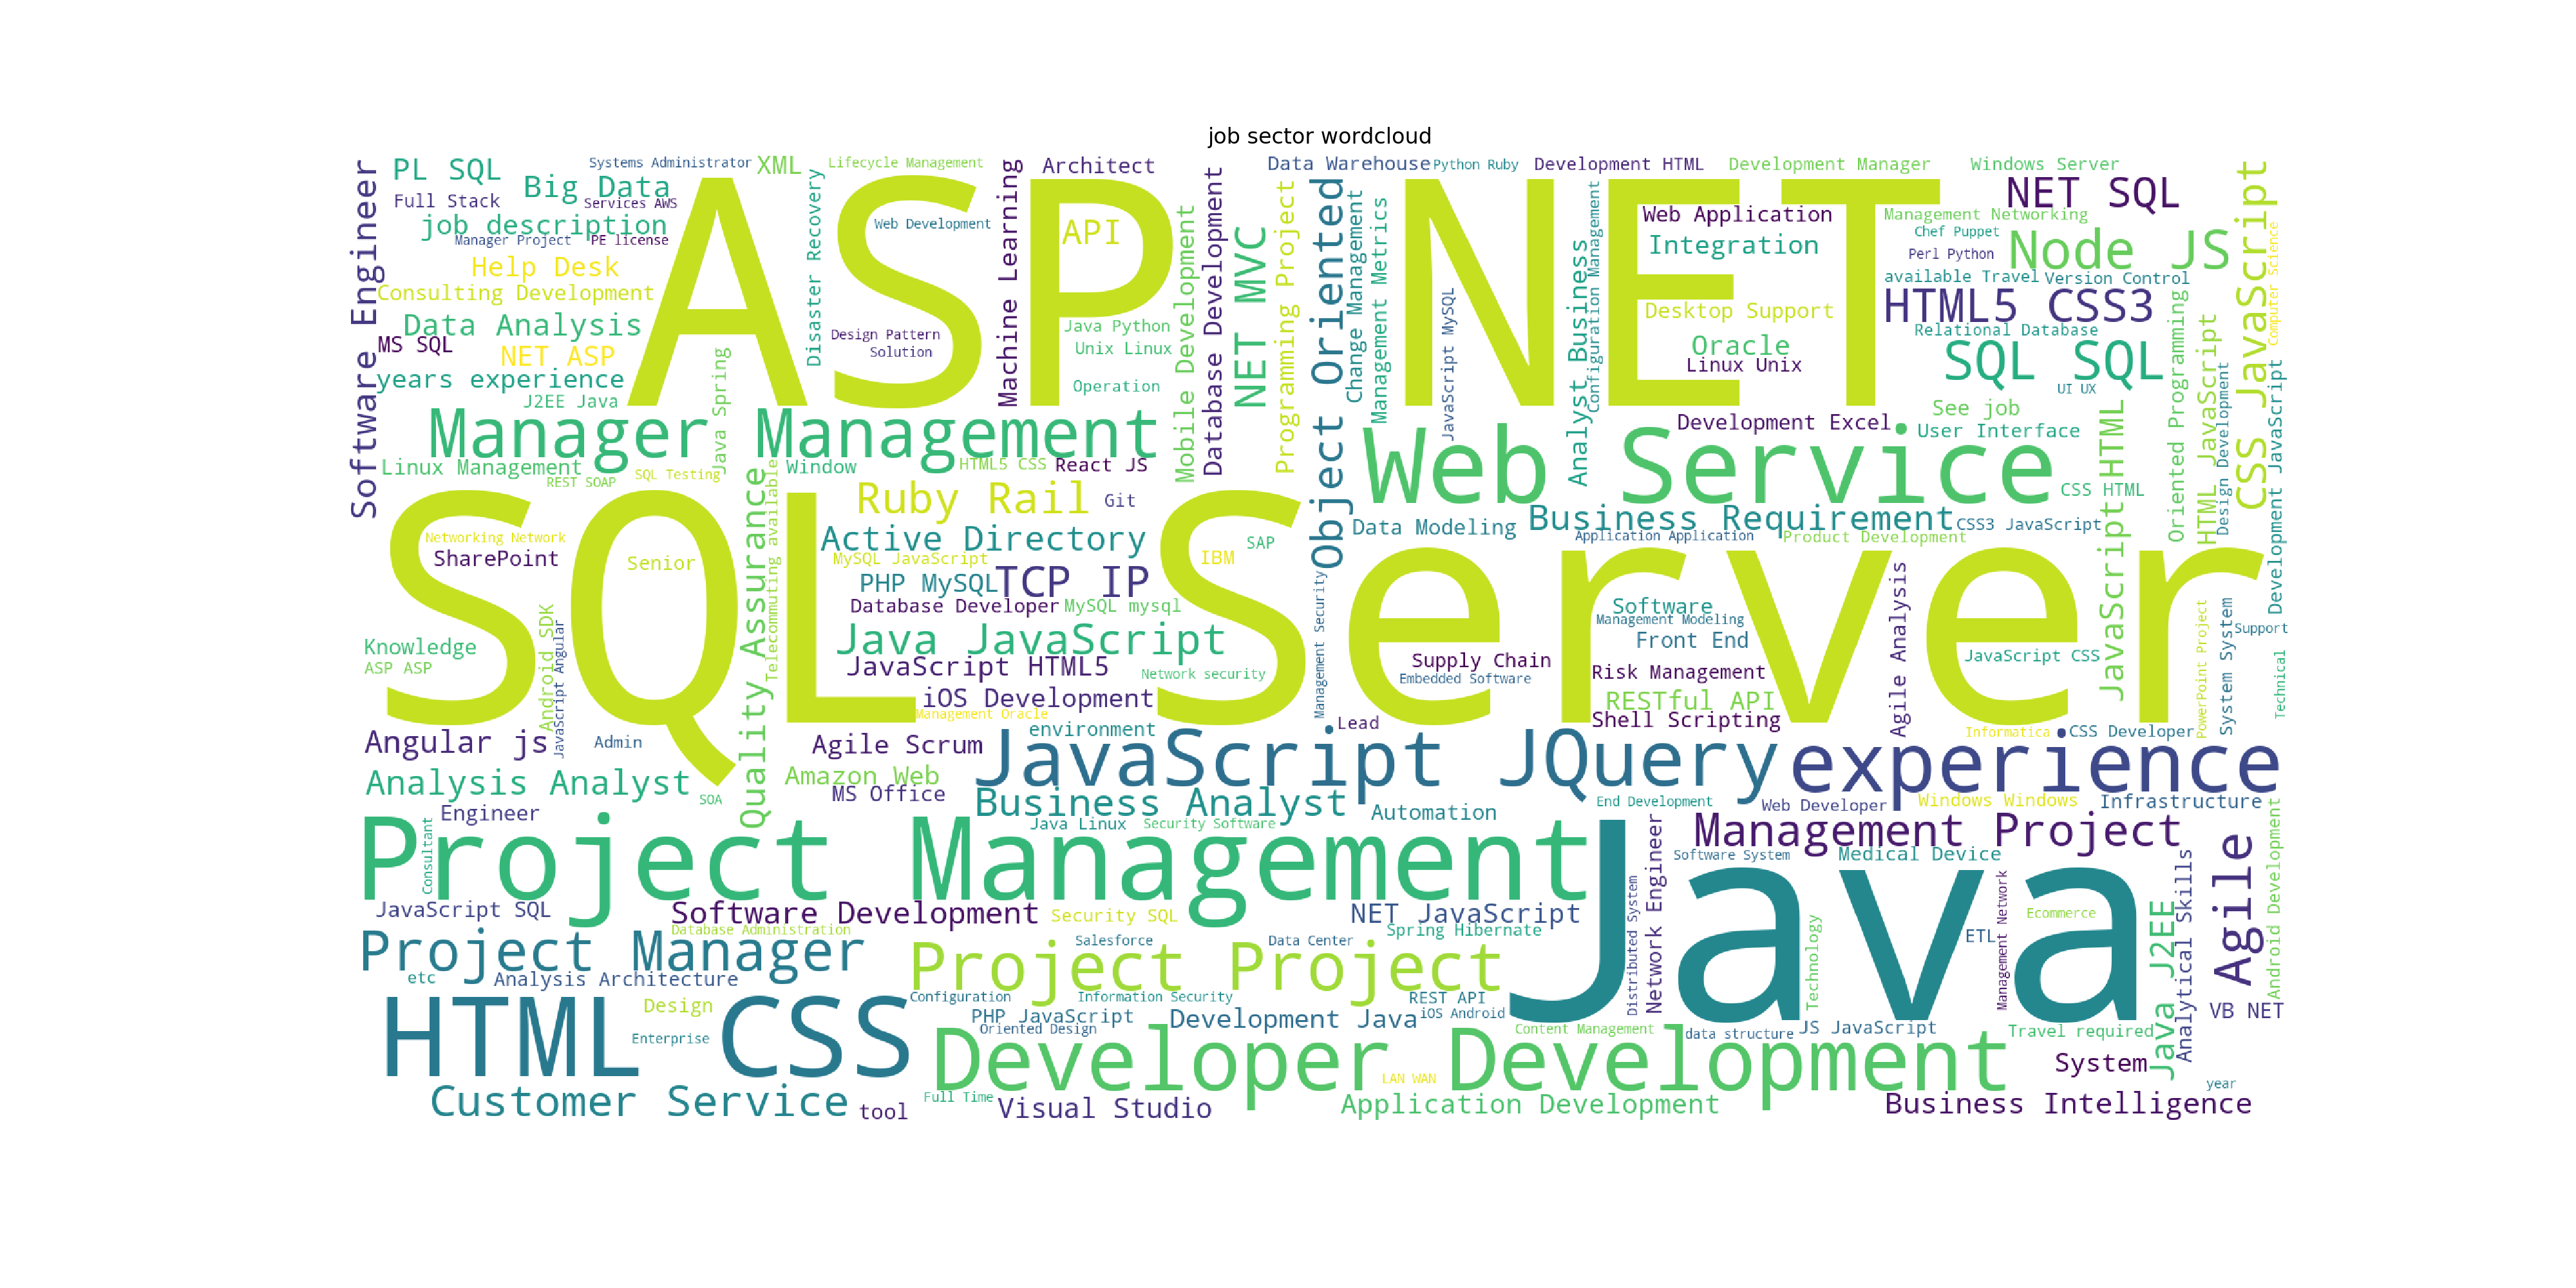 job sector wordcloud
Software Engineer
PL SQL
Systems Administrator
XML
Lifecycle Management
Machine Learning
Architect
Database Development
Data Warehouse
Python Ruby
Development HTML
Development Manager
Windows Server
CSS JavaScript
Full Stack
Big Data
Services AWS
Disaster Recovery
ASP NET
NET SQL
job description
Manager Project
PE license
Web Development
API
Mobile Development
NET MVC
Programming Project
Object Oriented
Change Management
Management Metrics
Analyst Business
Configuration Management
Web Application
Management Networking
Chef Puppet
Computer Science
Help Desk
Integration
Perl Python
Node JS
Consulting Development
available Travel
Version Control
Data Analysis
Design Pattern
Java Python
JavaScript MySQL
Desktop Support
HTML5 CSS3
Oriented Programming
HTML JavaScript
MS SQL
NET ASP
Solution
Unix Linux
Oracle
Relational Database
years experience
Java Spring
Operation
Linux Unix
SQL SQL
UI UX
Design Development
Development JavaScript
J2EE Java
See job
JavaScript HTML
Manager Management
Development Excel
User Interface
Linux Management
Quality Assurance
Telecommuting available
Window
HTML5 CSS
React JS
Web Service
REST SOAP
SQL Testing
Ruby Rail
Git
CSS HTML
SQL Server
Active Directory
Data Modeling
Business Requirement
CSS3 JavaScript
Networking Network
SharePoint
Senior
MySQL JavaScript
IBM
SAP
Application Application
Product Development
PHP MySQL
TCP IP
Management Security
Agile Analysis
Database Developer
MySQL mysql
Software
Management Modeling
PowerPoint Project
System System
Support
Knowledge
ASP ASP
Android SDK
JavaScript Angular
Java JavaScript
Front End
JavaScript HTML5
Network security
Supply Chain
Embedded Software
Risk Management
JavaScript CSS
Technical
iOS Development
RESTful API
Management Oracle
Shell Scripting
Angular js
Admin
Agile Scrum
environment
Lead
Informatica
CSS Developer
JavaScript JQuery
experience
Analysis Analyst
SOA
Amazon Web
MS Office
Business Analyst
Automation
End Development
Web Developer
Windows Windows
Infrastructure
Engineer
Java Linux
Security Software
Network Engineer
Management Project
Android Development
Project Management
Consultant
Java
Software System
Medical Device
Agile
Analytical Skills
JavaScript SQL
Software Development
Security SQL
NET JavaScript
Distributed System
Management Network
Ecommerce
Java J2EE
Database Administration
Spring Hibernate
Technology
Project Manager
Salesforce
Data Center
ETL
Project Project
etc
Analysis Architecture
Configuration
Information Security
REST API
HTML CSS
Design
PHP JavaScript
Development Java
iOS Android
VB NET
Enterprise
Oriented Design
Content Management
data structure
JS JavaScript
Travel required
Developer Development
System
LAN WAN
year
Customer Service
tool
Full Time
Visual Studio
Application Development
Business Intelligence